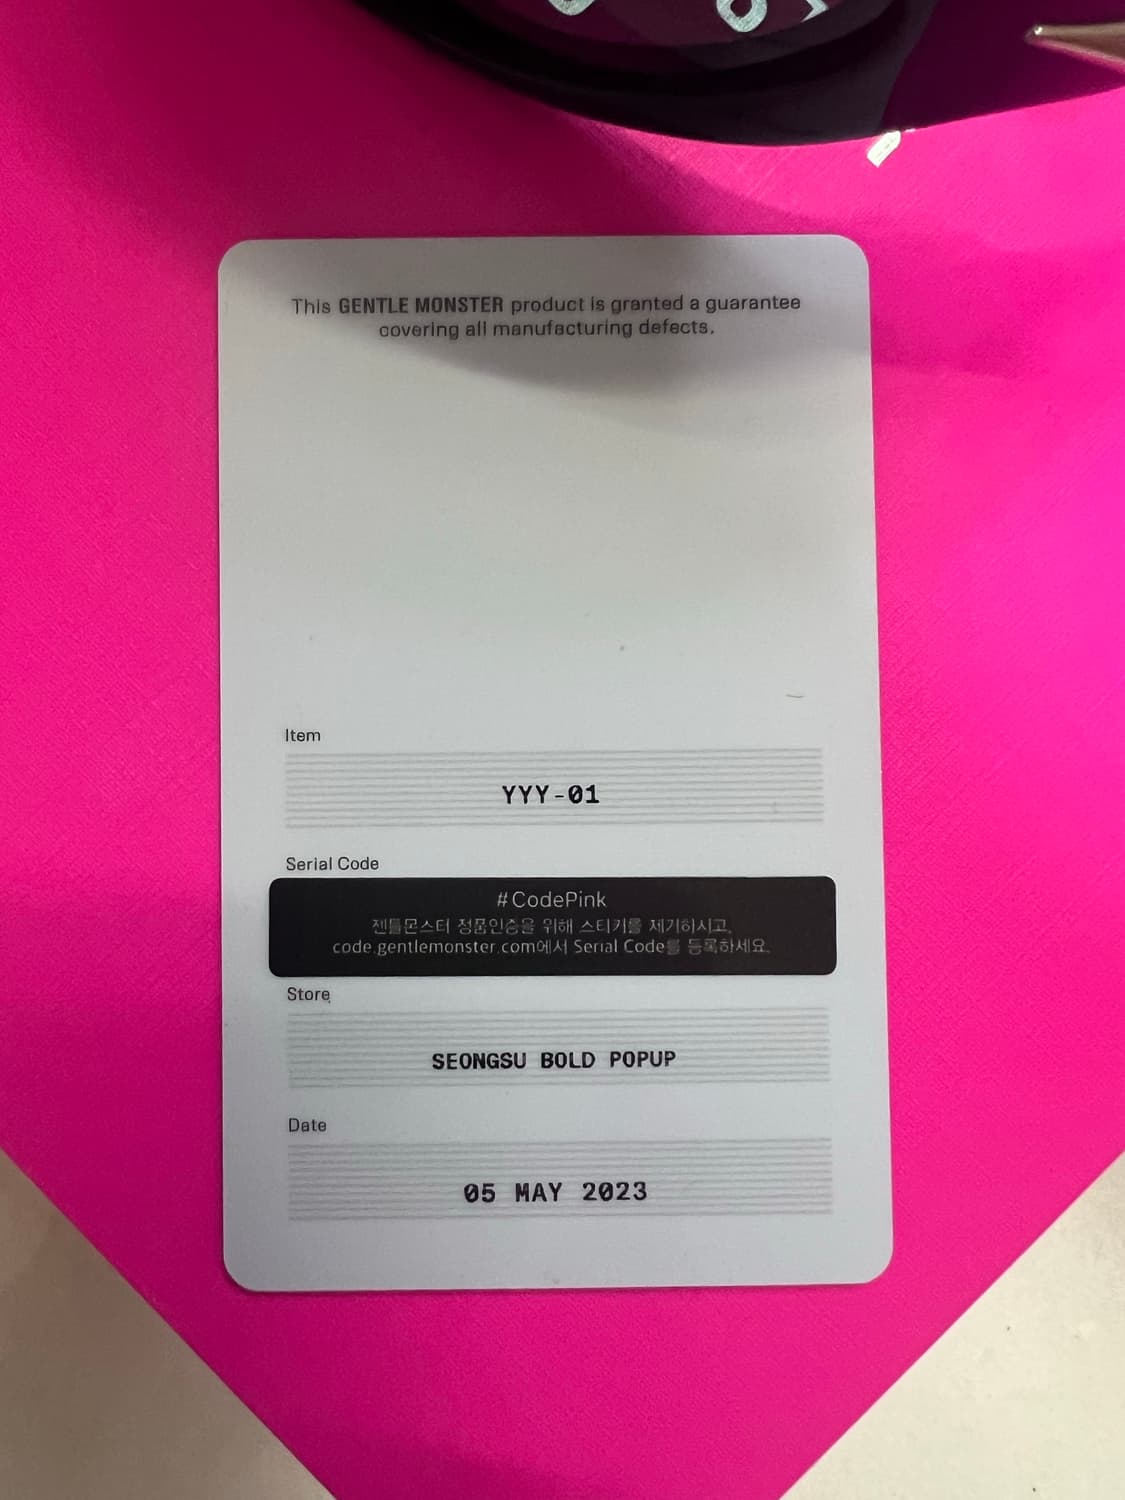 This GENTLE MONSTER product is granted a guarantee
covering all manufacturing defects.
Item
YYY-01
Serial Code
#CodePink
젠틀몬스터 정품인증을 위해 스티커를 제거하시고,
code.gentlemonster.com에서 Serial Code를 등록하세요.
Store
SEONGSU BOLD POPUP
Date
05 MAY 2023